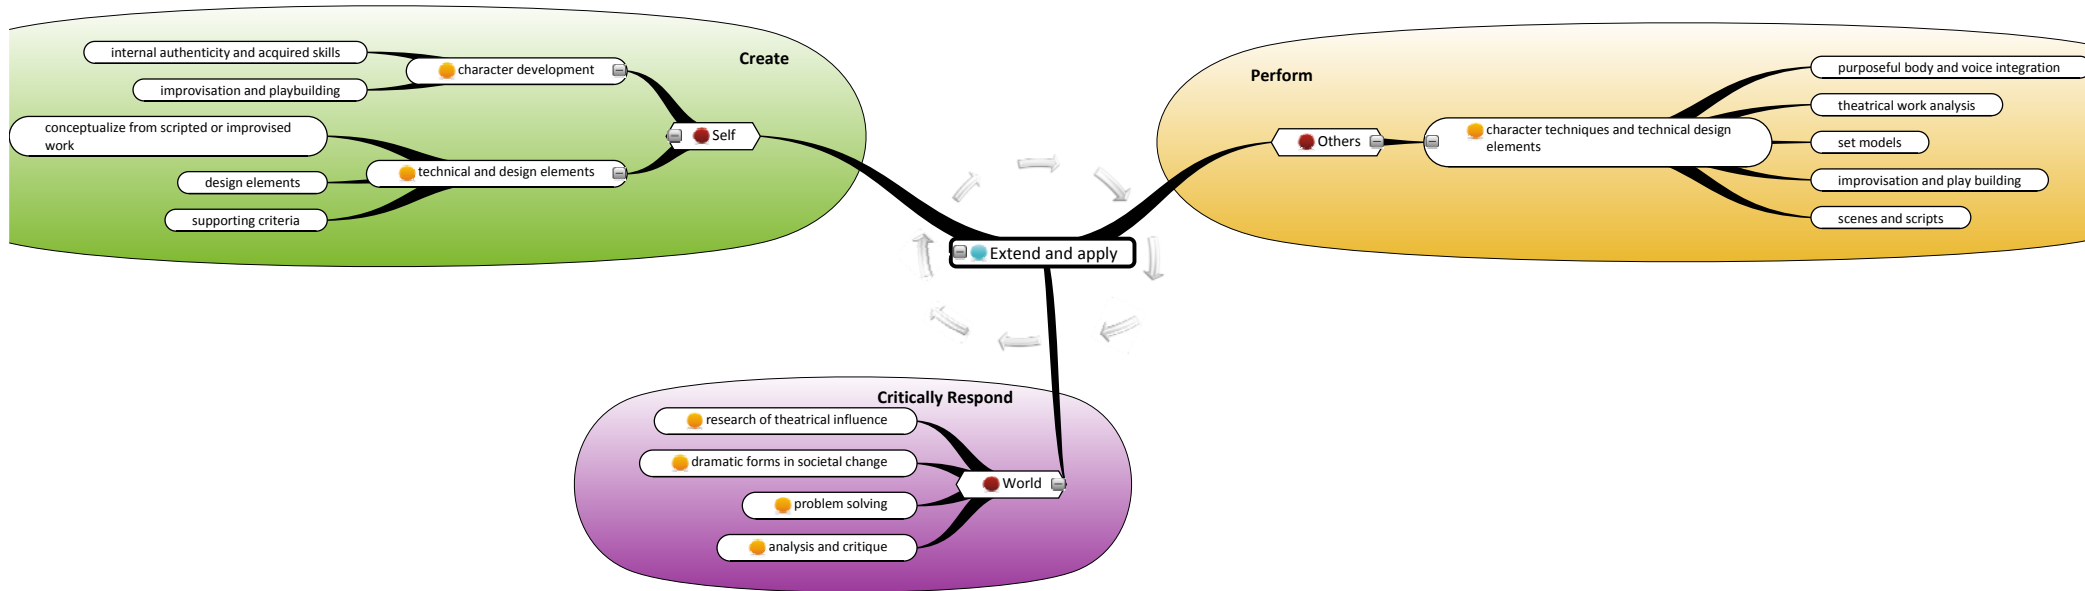 Create
internal authenticity and acquired skills
character development
improvisation and playbuilding
Self
conceptualize from scripted or improvised
work
technical and design elements
design elements
supporting criteria
Perform
purposeful body and voice integration
theatrical work analysis
Others
character techniques and technical design
elements
set models
improvisation and play building
scenes and scripts
Extend and apply
Critically Respond
research of theatrical influence
dramatic forms in societal change
World
problem solving
analysis and critique